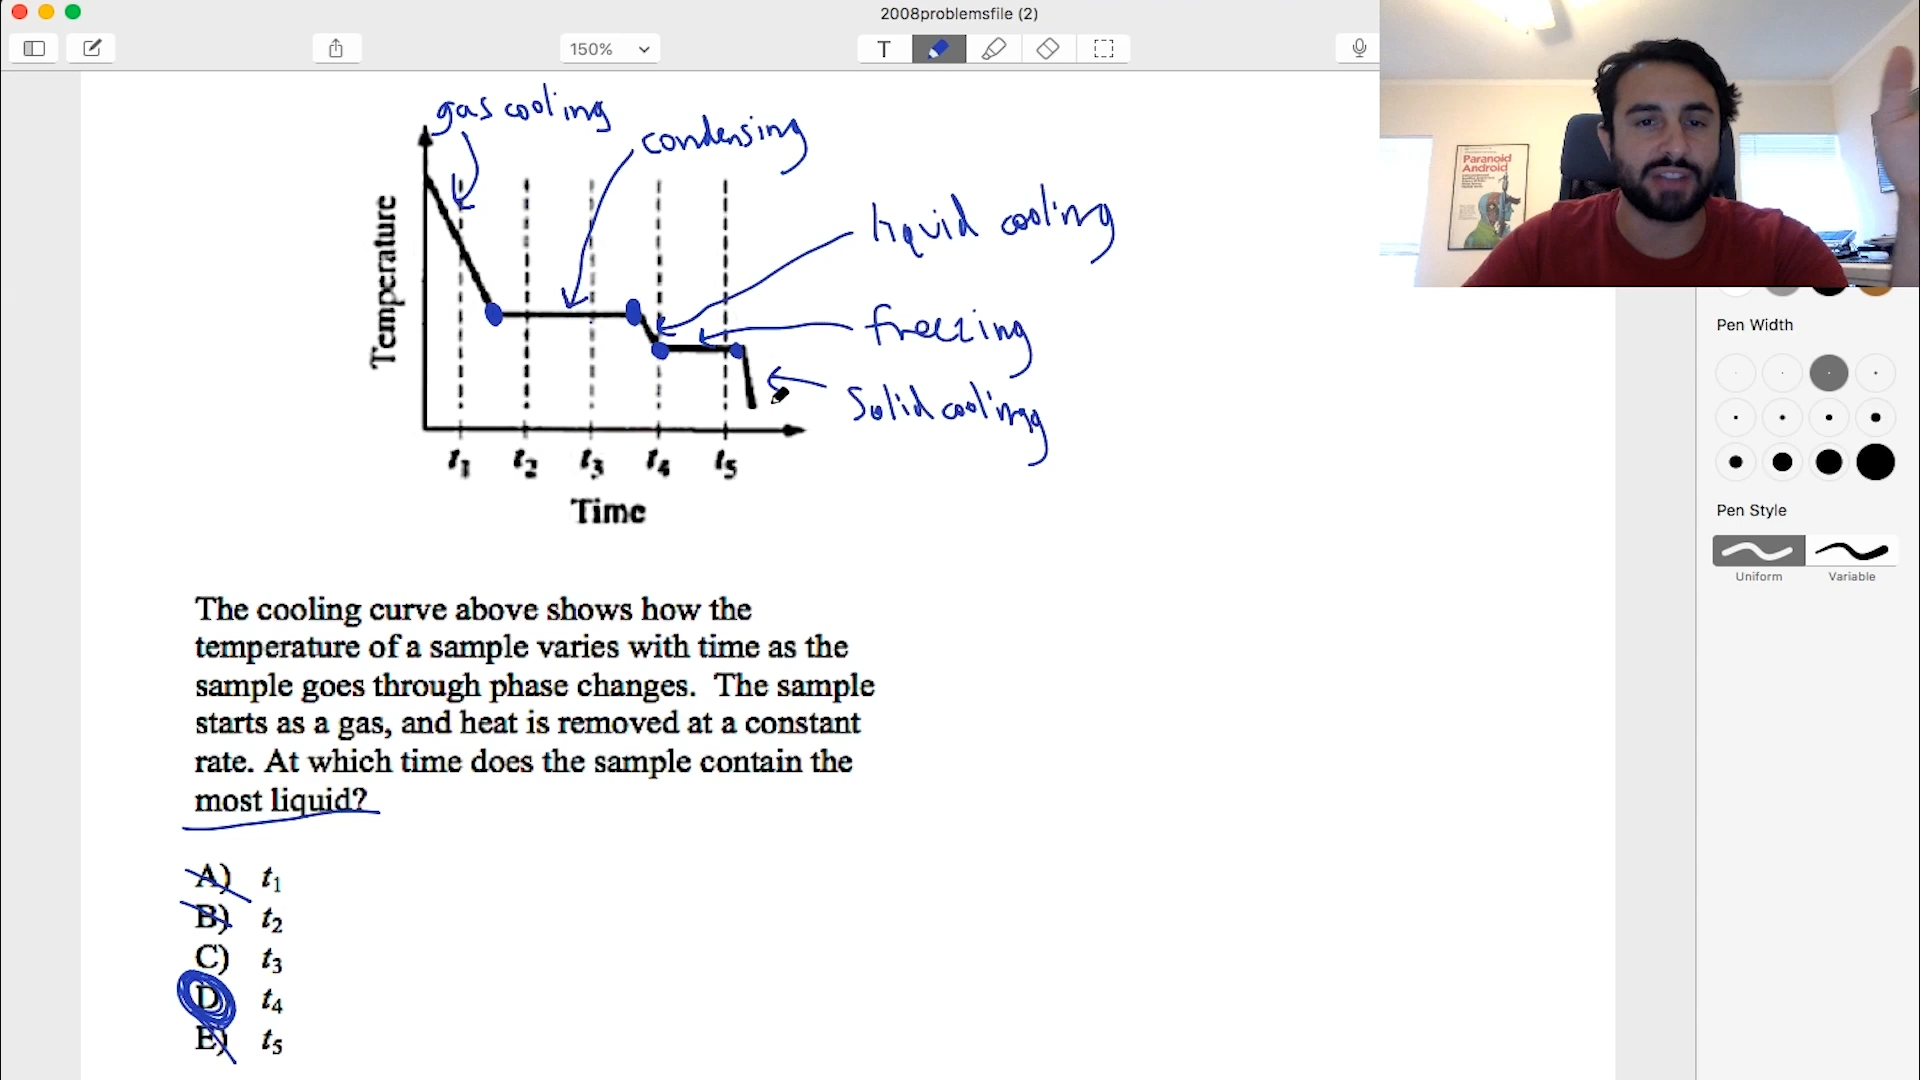 2008problemsfile (2)
150%
T
gas cooling
condensing
Paranoid
Android
liquid cooling
Temperature
freezing
Solid cooling
Pen Width
t1 t2 t3 t4 t5
Time
Pen Style
Uniform Variable
The cooling curve above shows how the
temperature of a sample varies with time as the
sample goes through phase changes. The sample
starts as a gas, and heat is removed at a constant
rate. At which time does the sample contain the
most liquid?
A) t1
B) t2
C) t3
D) t4
E) t5